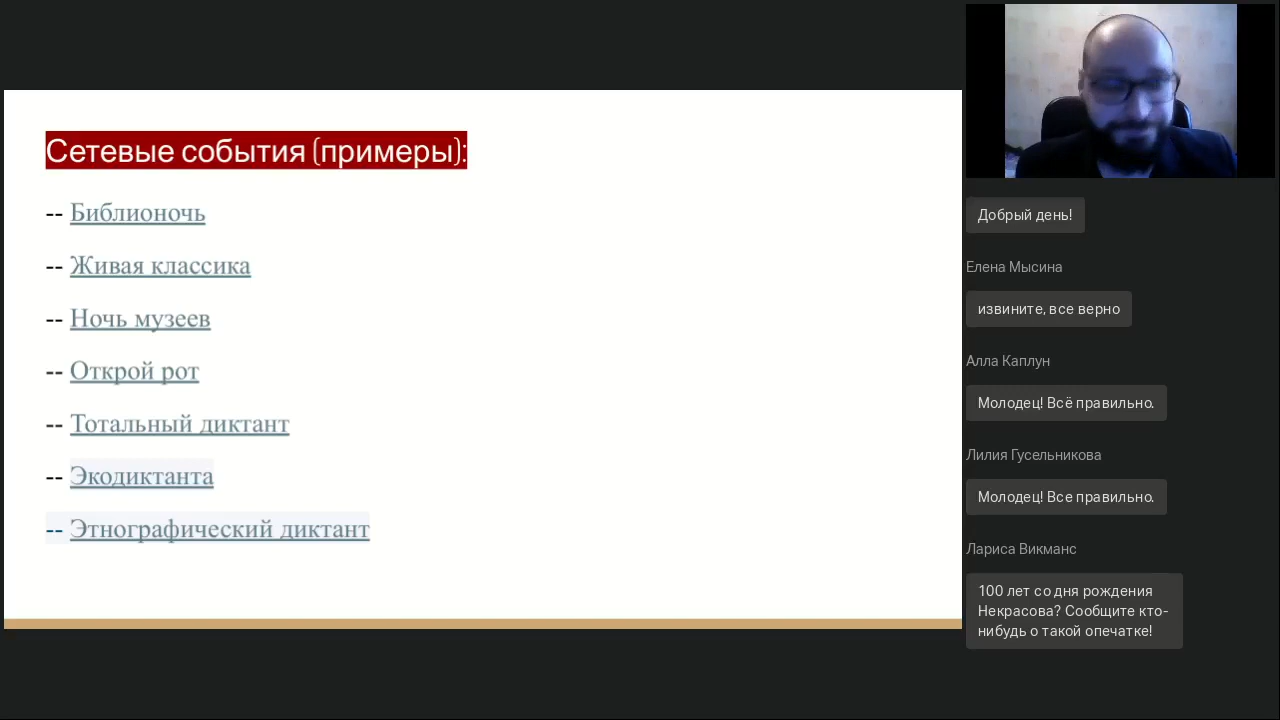 Сетевые события (примеры):
-- Библионочь
-- Живая классика
-- Ночь музеев
-- Открой рот
-- Тотальный диктант
-- Экодиктанта
-- Этнографический диктант
Добрый день!
Елена Мысина
извините, все верно
Алла Каплун
Молодец! Всё правильно.
Лилия Гусельникова
Молодец! Все правильно.
Лариса Викманс
100 лет со дня рождения
Некрасова? Сообщите кто-
нибудь о такой опечатке!